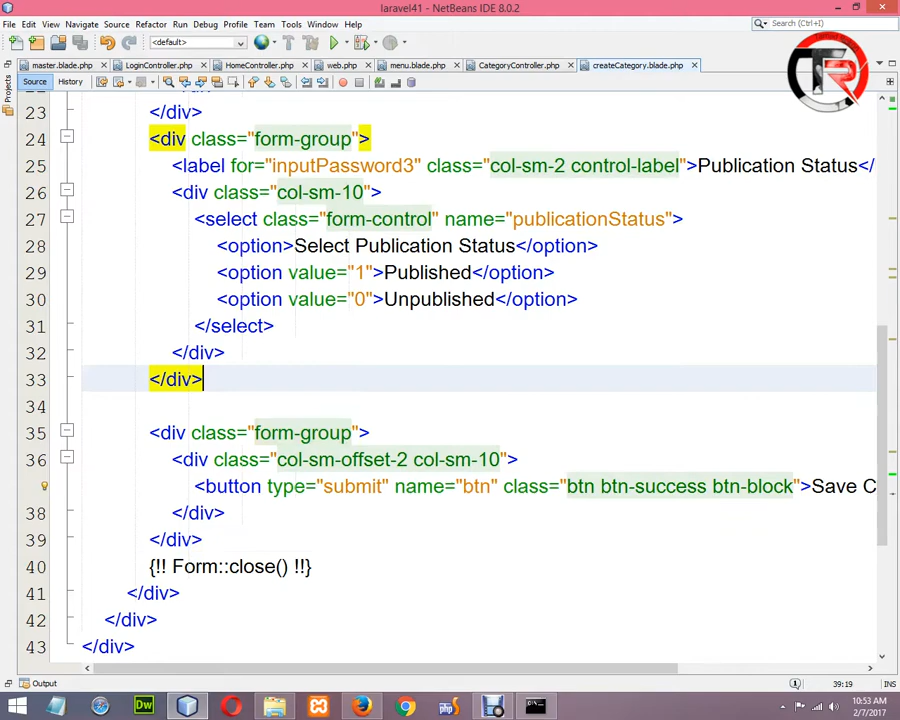 laravel41 - NetBeans IDE 8.0.2
File Edit View Navigate Source Refactor Run Debug Profile Team Tools Window Help
Search (Ctrl+I)
<default>
master.blade.php LoginController.php HomeController.php web.php menu.blade.php CategoryController.php createCategory.blade.php
Source History
Projects
TR
23 </div>
24 <div class="form-group">
25 <label for="inputPassword3" class="col-sm-2 control-label">Publication Status</
26 <div class="col-sm-10">
27 <select class="form-control" name="publicationStatus">
28 <option>Select Publication Status</option>
29 <option value="1">Published</option>
30 <option value="0">Unpublished</option>
31 </select>
32 </div>
33 </div>
34
35 <div class="form-group">
36 <div class="col-sm-offset-2 col-sm-10">
<button type="submit" name="btn" class="btn btn-success btn-block">Save C
38 </div>
39 </div>
40 {!! Form::close() !!}
41 </div>
42 </div>
43 </div>
Output
39:19 INS
Dw
php
10:53 AM
2/7/2017